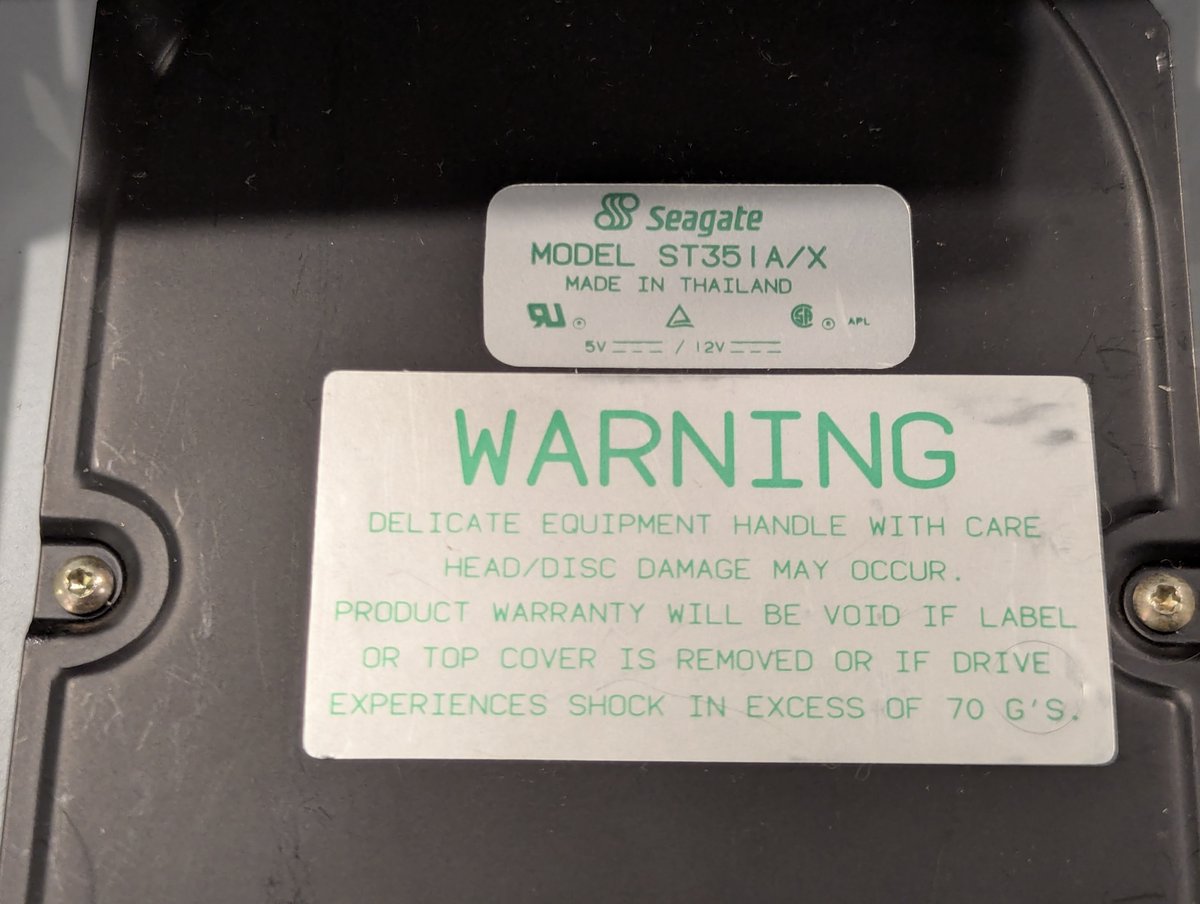 Seagate
MODEL ST351A/X
MADE IN THAILAND
APL
5V / 12V
WARNING
DELICATE EQUIPMENT HANDLE WITH CARE
HEAD/DISC DAMAGE MAY OCCUR.
PRODUCT WARRANTY WILL BE VOID IF LABEL
OR TOP COVER IS REMOVED OR IF DRIVE
EXPERIENCES SHOCK IN EXCESS OF 70 G'S.